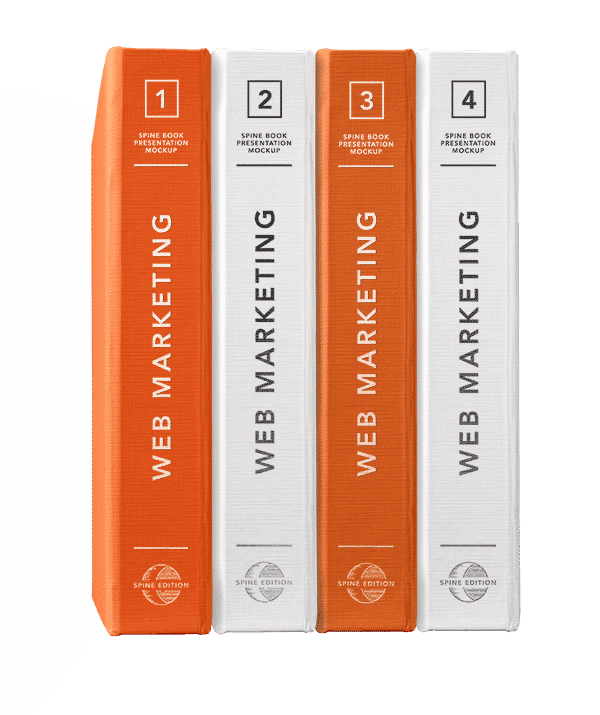 1
SPINE BOOK
PRESENTATION
MOCKUP
WEB MARKETING
SPINE EDITION
2
SPINE BOOK
PRESENTATION
MOCKUP
WEB MARKETING
SPINE EDITION
3
SPINE BOOK
PRESENTATION
MOCKUP
WEB MARKETING
SPINE EDITION
4
SPINE BOOK
PRESENTATION
MOCKUP
WEB MARKETING
SPINE EDITION